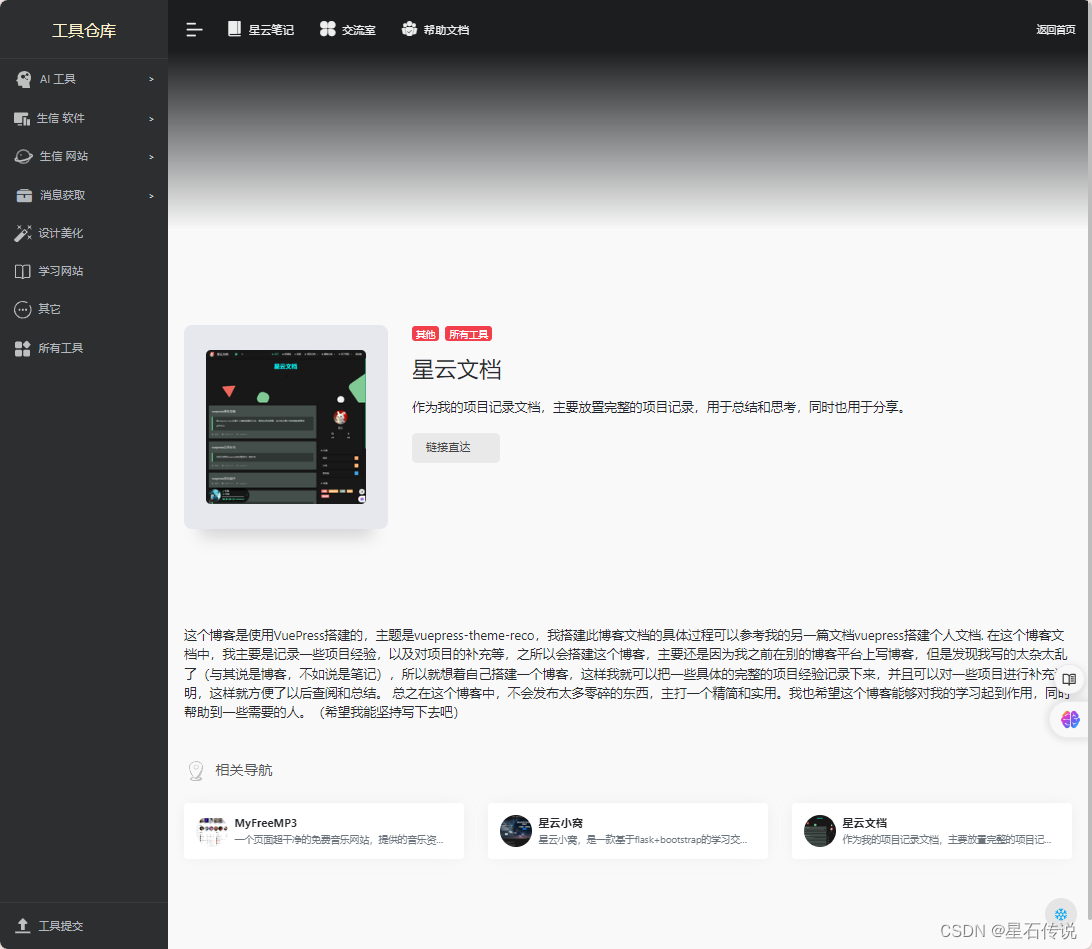 工具仓库
星云笔记
交流室
帮助文档
返回首页
AI 工具
>
生信 软件
>
生信 网站
>
消息获取
>
设计美化
学习网站
其它
所有工具
工具提交
其他
所有工具
星云文档
星云文档
作为我的项目记录文档，主要放置完整的项目记录，用于总结和思考，同时也用于分享。
链接直达
这个博客是使用VuePress搭建的，主题是vuepress-theme-reco，我搭建此博客文档的具体过程可以参考我的另一篇文档vuepress搭建个人文档. 在这个博客文
档中，我主要是记录一些项目经验，以及对项目的补充等，之所以会搭建这个博客，主要还是因为我之前在别的博客平台上写博客，但是发现我写的太杂太乱
了（与其说是博客，不如说是笔记），所以就想着自己搭建一个博客，这样我就可以把一些具体的完整的项目经验记录下来，并且可以对一些项目进行补充
明，这样就方便了以后查阅和总结。 总之在这个博客中，不会发布太多零碎的东西，主打一个精简和实用。我也希望这个博客能够对我的学习起到作用，同时
帮助到一些需要的人。（希望我能坚持写下去吧）
相关导航
MyFreeMP3
一个页面超干净的免费音乐网站，提供的音乐资...
星云小窝
星云小窝，是一款基于flask+bootstrap的学习交...
星云文档
作为我的项目记录文档，主要放置完整的项目记...
CSDN @星石传说